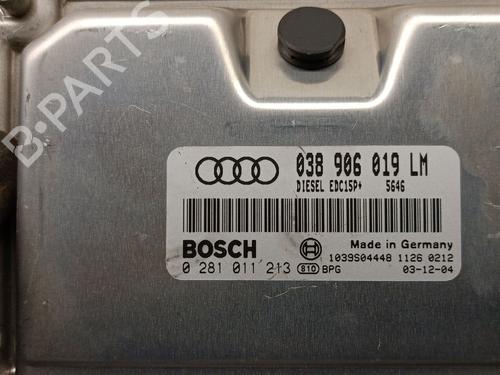 B-PARTS
038 906 019 LM
DIESEL EDC15P+ 5646
BOSCH
Made in Germany
0 281 011 213 810 BPG
1039S04448 1126 0212
03-12-04